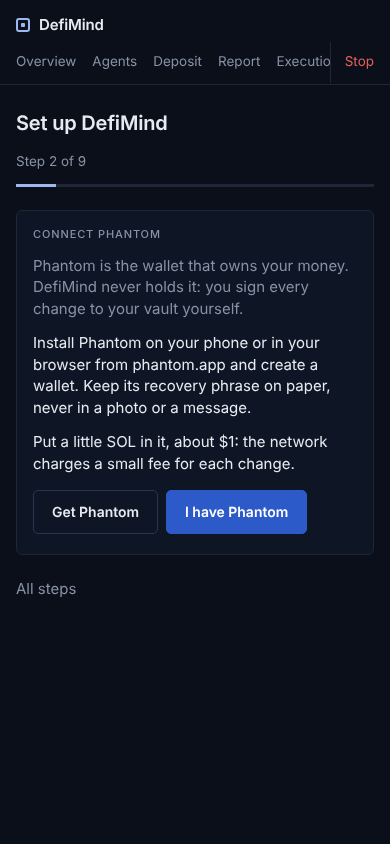 DefiMind
Overview Agents Deposit Report Executio Stop
Set up DefiMind
Step 2 of 9
CONNECT PHANTOM
Phantom is the wallet that owns your money.
DefiMind never holds it: you sign every
change to your vault yourself.
Install Phantom on your phone or in your
browser from phantom.app and create a
wallet. Keep its recovery phrase on paper,
never in a photo or a message.
Put a little SOL in it, about $1: the network
charges a small fee for each change.
Get Phantom I have Phantom
All steps